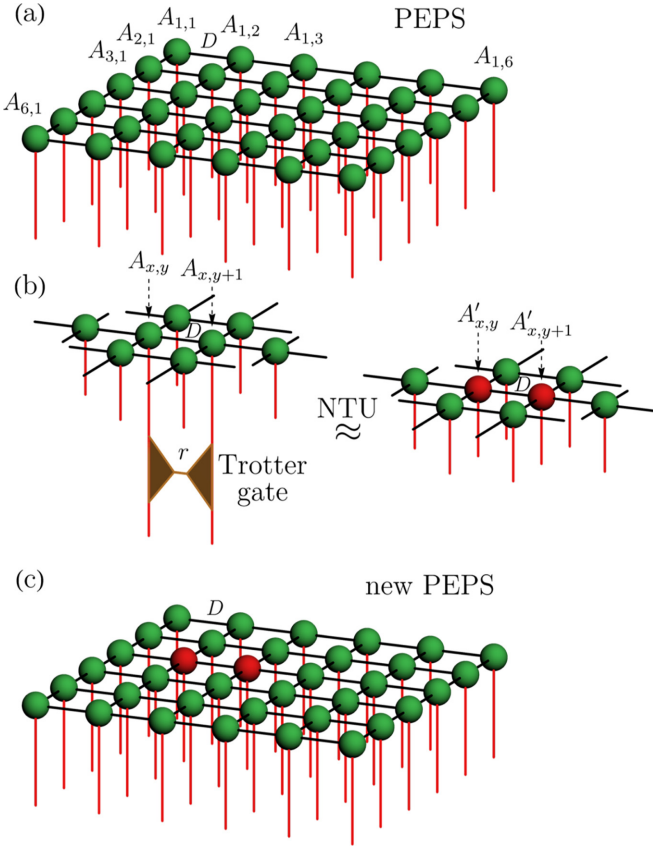 (a)
PEPS
A_{1,1}
D
A_{1,2}
A_{1,3}
A_{2,1}
A_{3,1}
A_{1,6}
A_{6,1}
(b)
A_{x,y}
A_{x,y+1}
D
r
Trotter
gate
NTU
≈
A'_{x,y}
A'_{x,y+1}
D
(c)
new PEPS
D